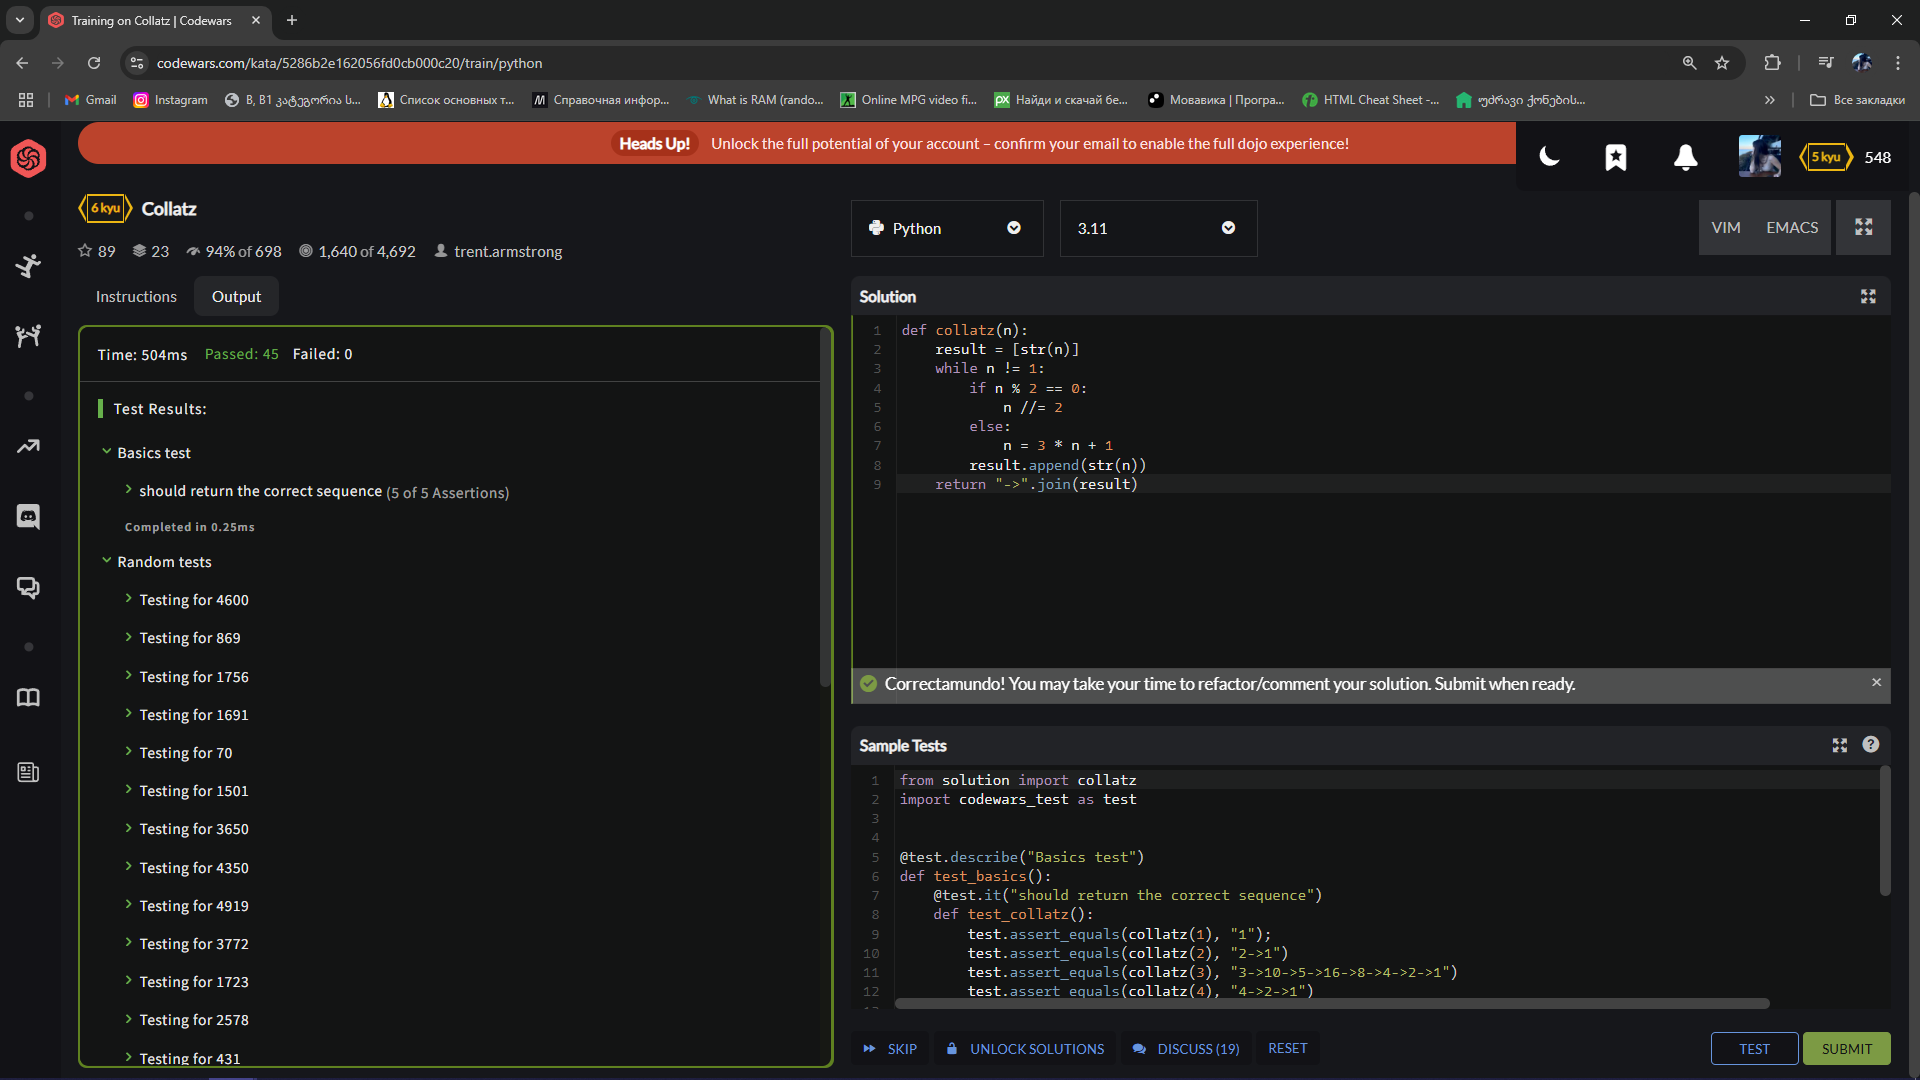 Training on Collatz | Codewars
codewars.com/kata/5286b2e162056fd0cb000c20/train/python
Gmail
Instagram
B, B1 კატეგორია ს...
Список основных т...
Справочная инфор...
What is RAM (rando...
Online MPG video fi...
Найди и скачай бе...
Мовавика | Програ...
HTML Cheat Sheet -...
უძრავი ქონების...
Все закладки
Heads Up! Unlock the full potential of your account – confirm your email to enable the full dojo experience!
5 kyu 548
6 kyu Collatz
89 23 94% of 698 1,640 of 4,692 trent.armstrong
Instructions Output
Time: 504ms Passed: 45 Failed: 0
Test Results:
Basics test
should return the correct sequence (5 of 5 Assertions)
Completed in 0.25ms
Random tests
Testing for 4600
Testing for 869
Testing for 1756
Testing for 1691
Testing for 70
Testing for 1501
Testing for 3650
Testing for 4350
Testing for 4919
Testing for 3772
Testing for 1723
Testing for 2578
Testing for 431
Python 3.11 VIM EMACS
Solution
1 def collatz(n):
2 result = [str(n)]
3 while n != 1:
4 if n % 2 == 0:
5 n //= 2
6 else:
7 n = 3 * n + 1
8 result.append(str(n))
9 return "->".join(result)
Correctamundo! You may take your time to refactor/comment your solution. Submit when ready.
Sample Tests
1 from solution import collatz
2 import codewars_test as test
3
4
5 @test.describe("Basics test")
6 def test_basics():
7 @test.it("should return the correct sequence")
8 def test_collatz():
9 test.assert_equals(collatz(1), "1");
10 test.assert_equals(collatz(2), "2->1")
11 test.assert_equals(collatz(3), "3->10->5->16->8->4->2->1")
12 test.assert_equals(collatz(4), "4->2->1")
SKIP UNLOCK SOLUTIONS DISCUSS (19) RESET TEST SUBMIT